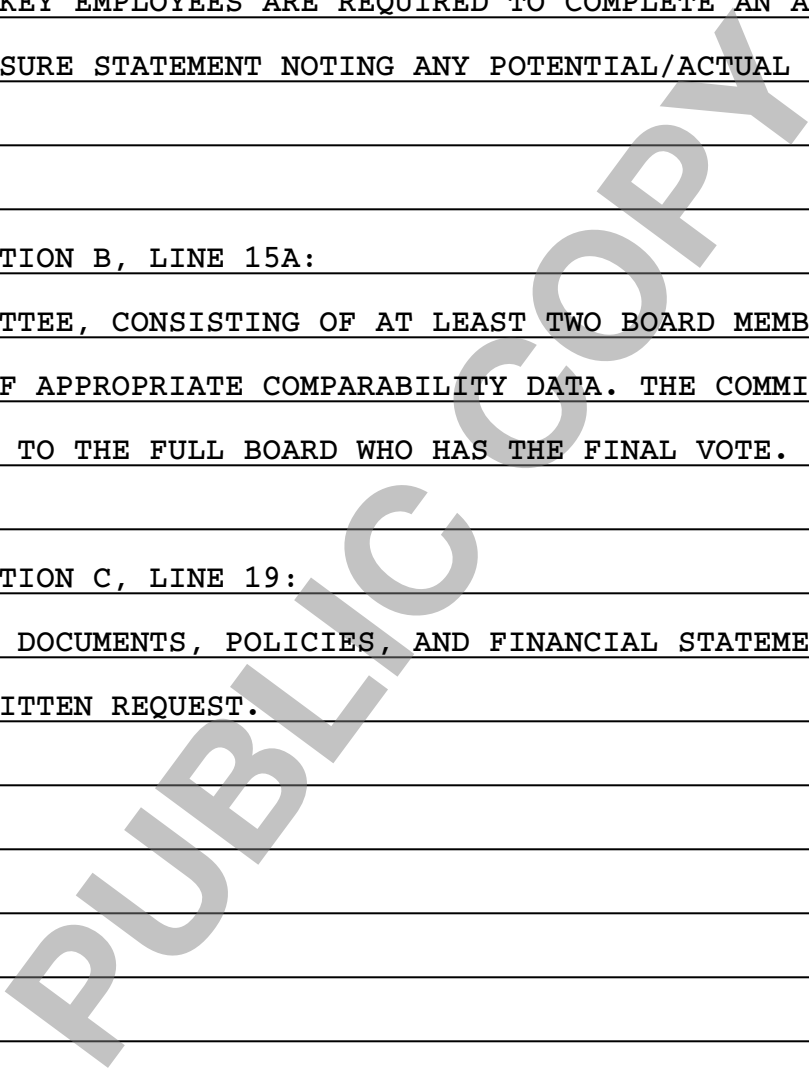 KEY EMPLOYEES ARE REQUIRED TO COMPLETE AN A
SURE STATEMENT NOTING ANY POTENTIAL/ACTUAL
TION B, LINE 15A:
TTEE, CONSISTING OF AT LEAST TWO BOARD MEMB
F APPROPRIATE COMPARABILITY DATA. THE COMMI
TO THE FULL BOARD WHO HAS THE FINAL VOTE.
TION C, LINE 19:
DOCUMENTS, POLICIES, AND FINANCIAL STATEME
ITTEN REQUEST.
PUBLIC COPY